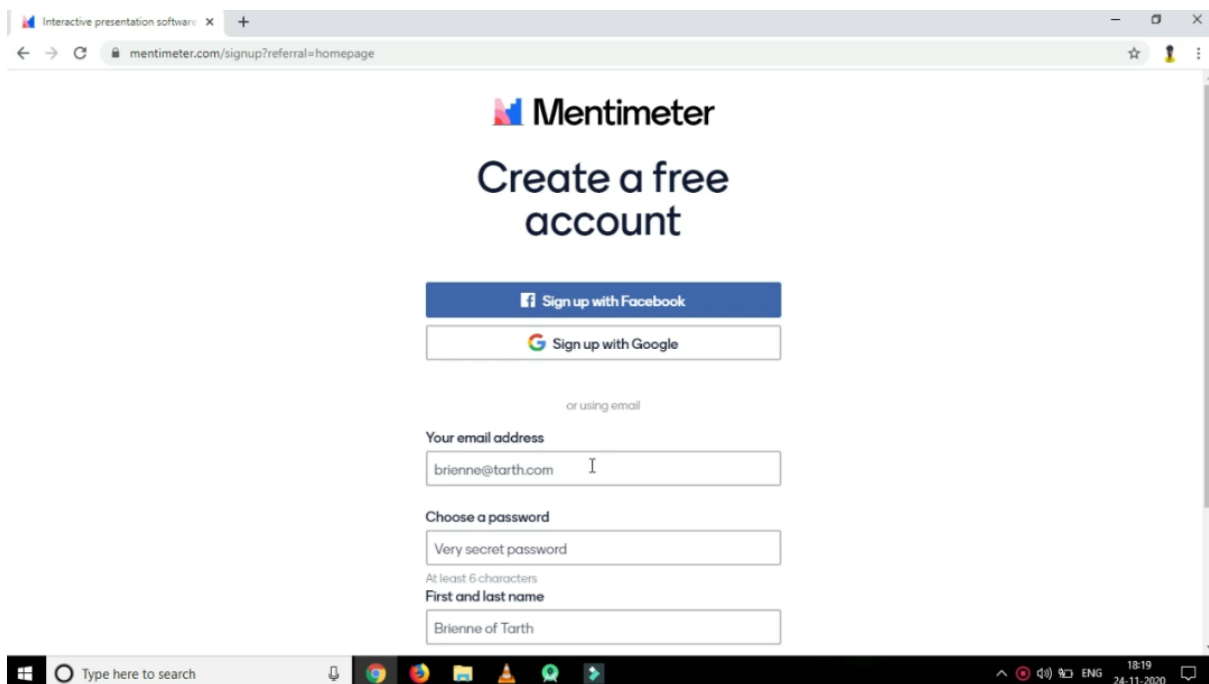 Interactive presentation software
mentimeter.com/signup?referral=homepage
Mentimeter
Create a free
account
Sign up with Facebook
Sign up with Google
or using email
Your email address
brienne@tarth.com
Choose a password
Very secret password
At least 6 characters
First and last name
Brienne of Tarth
Type here to search
ENG
18:19
24-11-2020